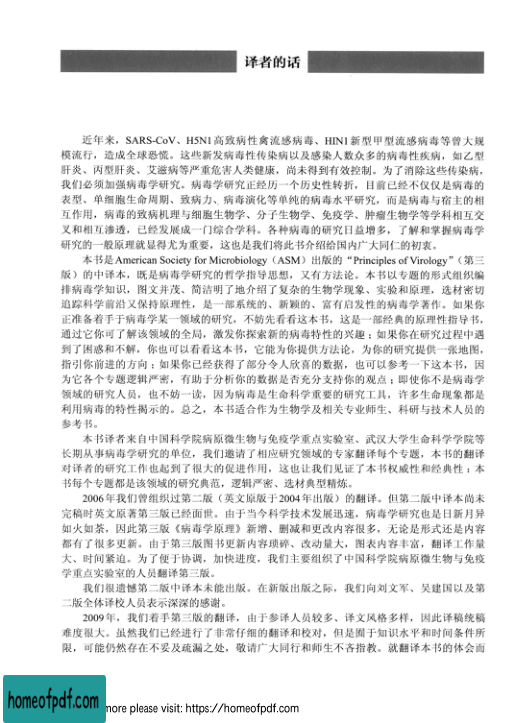 译者的话
近年来，SARS-CoV、H5N1高致病性禽流感病毒、H1N1新型甲型流感病毒等曾大规
模流行，造成全球恐慌。这些新发病毒性传染病以及感染人数众多的病毒性疾病，如乙型
肝炎、丙型肝炎、艾滋病等严重危害人类健康，尚未得到有效控制。为了消除这些传染病，
我们必须加强病毒学研究。病毒学研究正经历一个历史性转折，目前已经不仅仅是病毒的
表型、单细胞生命周期、致病力、病毒演化等单纯的病毒水平研究，而是病毒与宿主的相
互作用，病毒的致病机理与细胞生物学、分子生物学、免疫学、肿瘤生物学等学科相互交
叉和相互渗透，已经发展成一门综合学科。各种病毒的研究日益增多，了解和掌握病毒学
研究的一般原理就显得尤为重要，这也是我们将此书介绍给国内广大同仁的初衷。
本书是American Society for Microbiology（ASM）出版的“Principles of Virology”（第三
版）的中译本，既是病毒学研究的哲学指导思想，又有方法论。本书以专题的形式组织编
排病毒学知识，图文并茂、简洁明了地介绍了复杂的生物学现象、实验和原理，选材密切
追踪科学前沿又保持原理性，是一部系统的、新颖的、富有启发性的病毒学著作。如果你
正准备着手于病毒学某一领域的研究，不妨先看看这本书，这是一部经典的原理性指导书，
通过它你可了解该领域的全局，激发你探索新的病毒特性的兴趣；如果你在研究过程中遇
到了困惑和不解，你也可以看看这本书，它能为你提供方法论，为你的研究提供一张地图，
指引你前进的方向；如果你已经获得了部分令人欣喜的数据，也可以参考一下这本书，因
为它各个专题逻辑严密，有助于分析你的数据是否充分支持你的观点；即使你不是病毒学
领域的研究人员，也不妨一读，因为病毒是生命科学重要的研究工具，许多生命现象都是
利用病毒的特性揭示的。总之，本书适合作为生物学及相关专业师生、科研与技术人员的
参考书。
本书译者来自中国科学院病原微生物与免疫学重点实验室、武汉大学生命科学学院等
长期从事病毒学研究的单位，我们邀请了相应研究领域的专家翻译每个专题，本书的翻译
对译者的研究工作也起到了很大的促进作用，这也让我们见证了本书权威性和经典性；本
书每个专题都是该领域的研究典范，逻辑严密、选材典型精炼。
2006年我们曾组织过第二版（英文原版于2004年出版）的翻译。但第二版中译本尚未
完稿时英文原著第三版已经面世。由于当今科学技术发展迅速，病毒学研究也是日新月异
如火如荼，因此第三版《病毒学原理》新增、删减和更改内容很多，无论是形式还是内容
都有了很多更新。由于第三版图书更新内容琐碎、改动量大，图表内容丰富，翻译工作量
大、时间紧迫。为了便于协调，加快进度，我们主要组织了中国科学院病原微生物与免疫
学重点实验室的人员翻译第三版。
我们很遗憾第二版中译本未能出版。在新版出版之际，我们向刘文军、吴建国以及第
二版全体译校人员表示深深的感谢。
2009年，我们着手第三版的翻译，由于参译人员较多、译文风格多样，因此译稿统稿
难度很大。虽然我们已经进行了非常仔细的翻译和校对，但是囿于知识水平和时间条件所
限，可能仍然存在不妥及疏漏之处，敬请广大同行和师生不吝指教。就翻译本书的体会而
homeofpdf.com
more please visit: https://homeofpdf.com